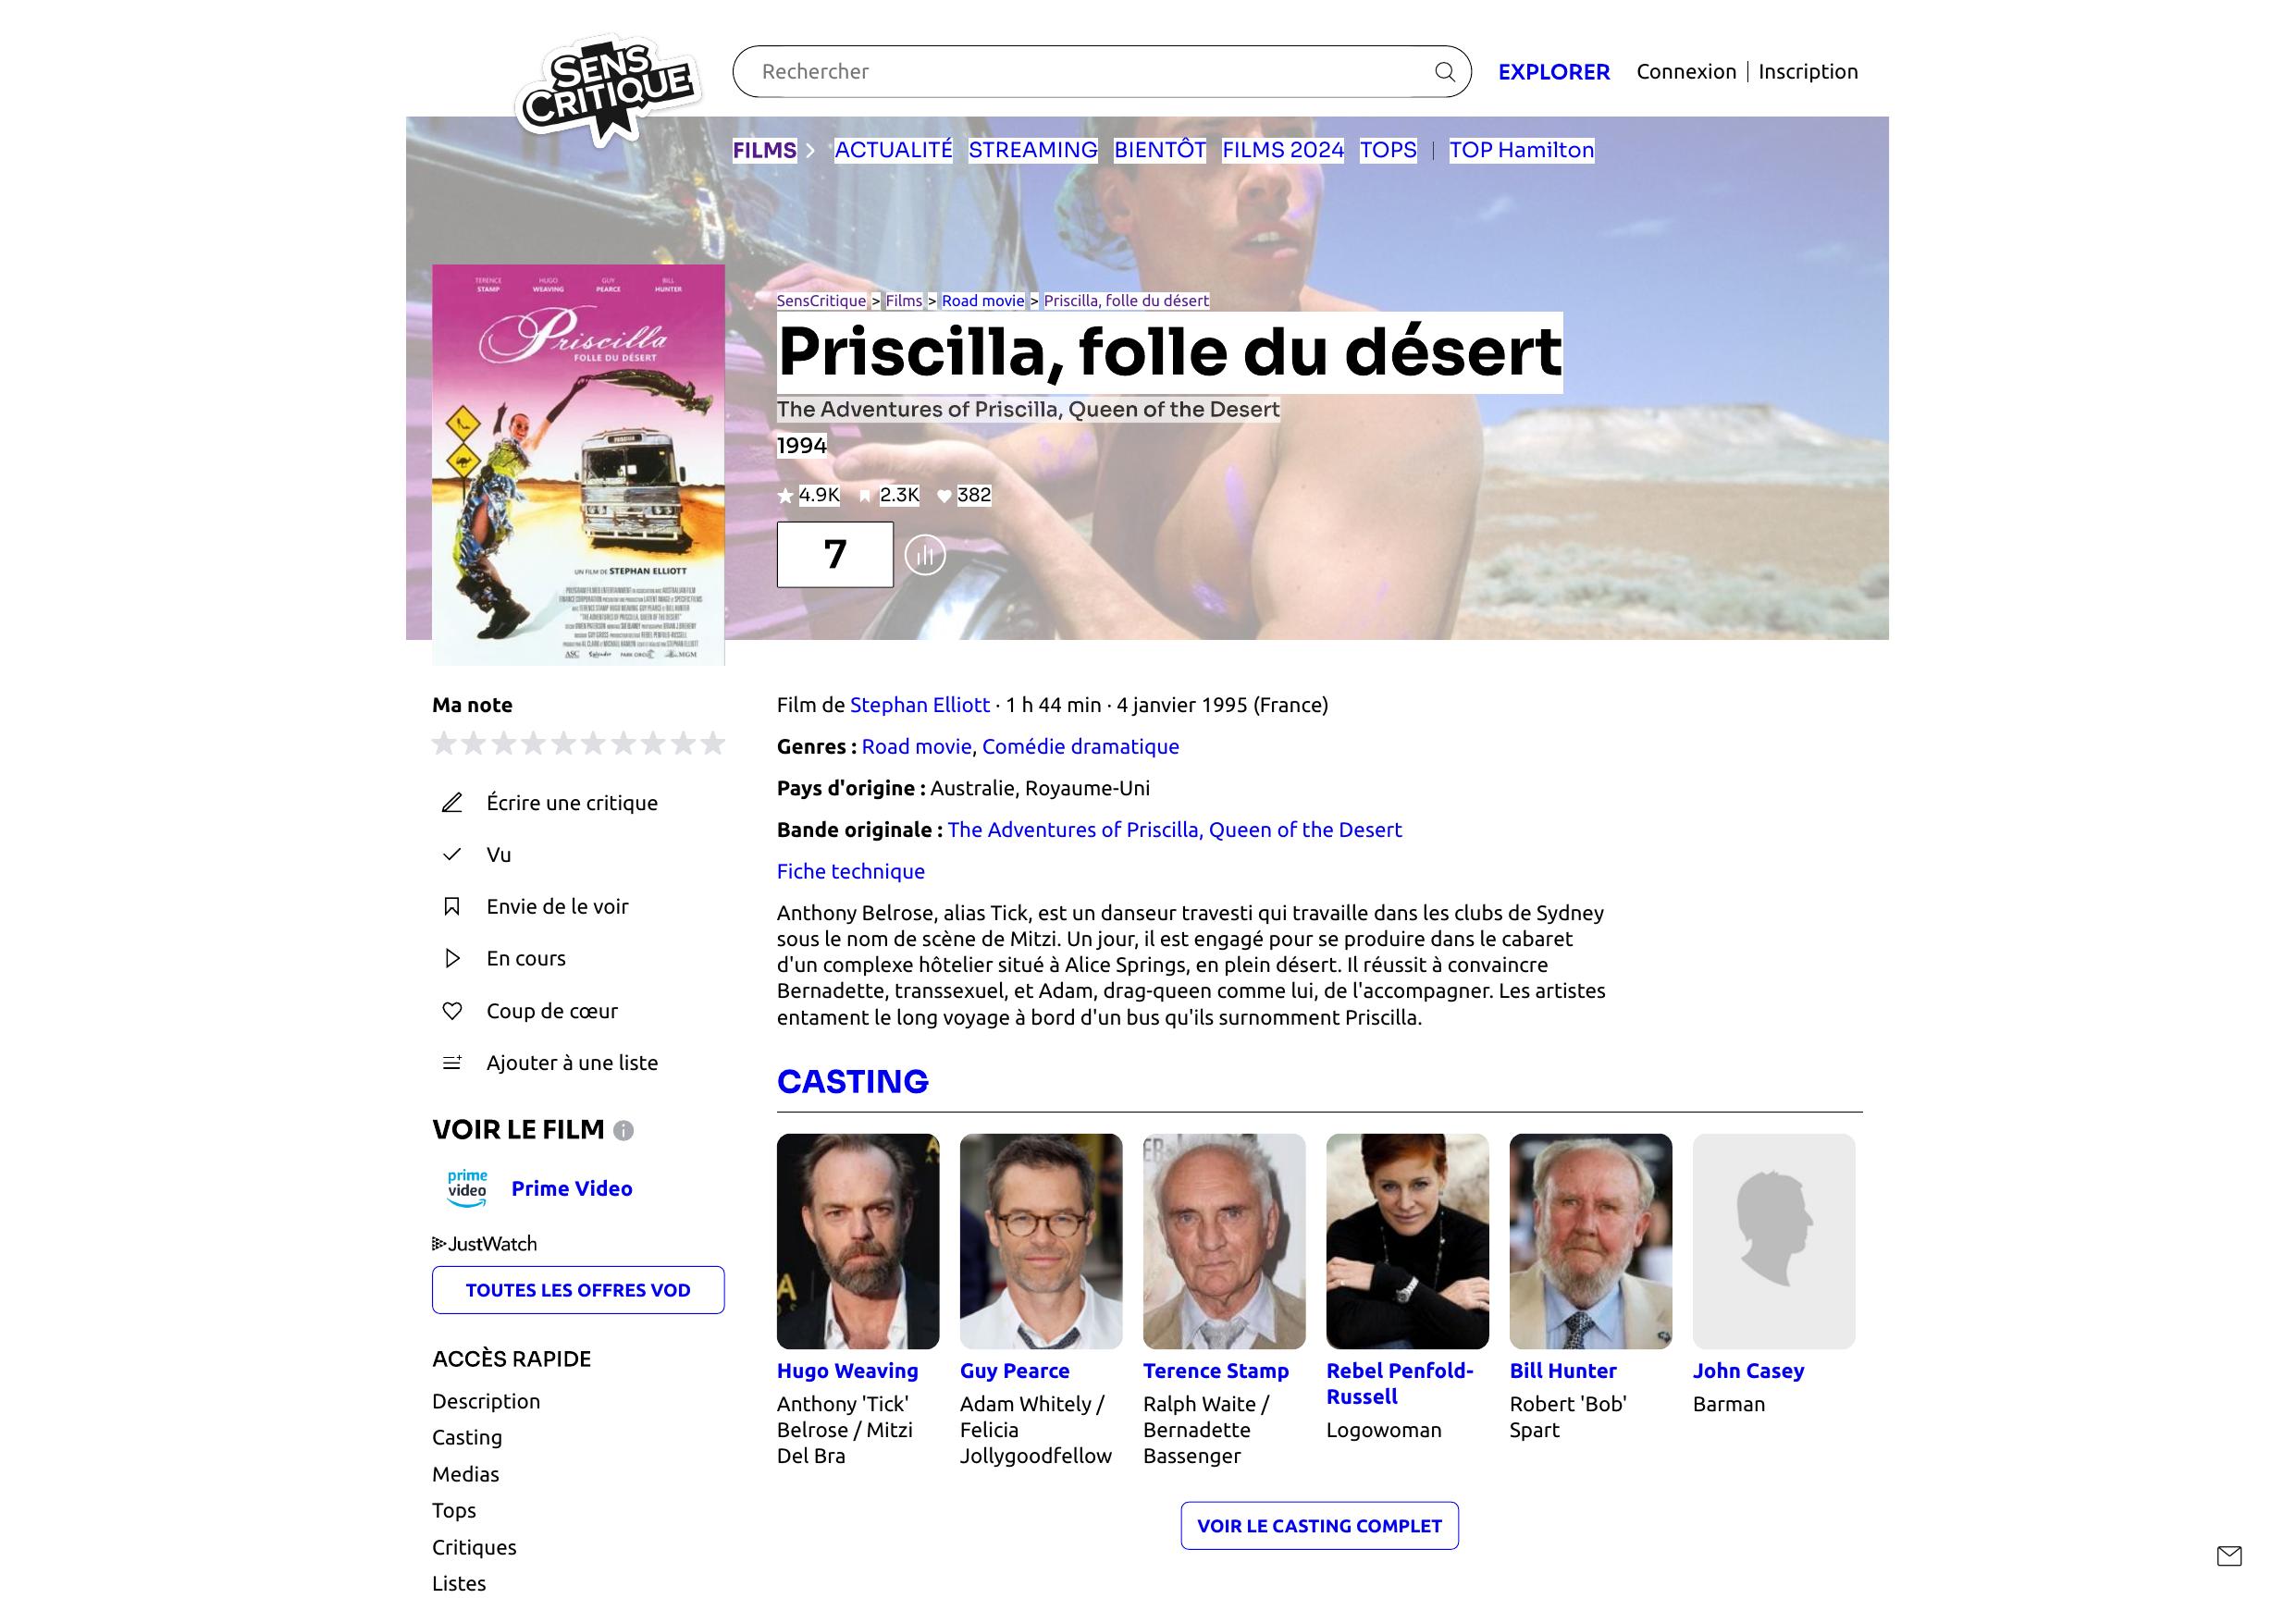 SENS
CRITIQUE
Rechercher
EXPLORER
Connexion | Inscription
FILMS
ACTUALITÉ
STREAMING
BIENTÔT
FILMS 2024
TOPS
TOP Hamilton
TERENCE STAMP
HUGO WEAVING
GUY PEARCE
BILL HUNTER
Priscilla
FOLLE DU DÉSERT
UN FILM DE STEPHAN ELLIOTT
SensCritique > Films > Road movie > Priscilla, folle du désert
Priscilla, folle du désert
The Adventures of Priscilla, Queen of the Desert
1994
4.9K 2.3K 382
7
Ma note
Écrire une critique
Vu
Envie de le voir
En cours
Coup de cœur
Ajouter à une liste
VOIR LE FILM
prime
video
Prime Video
JustWatch
TOUTES LES OFFRES VOD
ACCÈS RAPIDE
Description
Casting
Medias
Tops
Critiques
Listes
Film de Stephan Elliott · 1 h 44 min · 4 janvier 1995 (France)
Genres : Road movie, Comédie dramatique
Pays d'origine : Australie, Royaume-Uni
Bande originale : The Adventures of Priscilla, Queen of the Desert
Fiche technique
Anthony Belrose, alias Tick, est un danseur travesti qui travaille dans les clubs de Sydney
sous le nom de scène de Mitzi. Un jour, il est engagé pour se produire dans le cabaret
d'un complexe hôtelier situé à Alice Springs, en plein désert. Il réussit à convaincre
Bernadette, transsexuel, et Adam, drag-queen comme lui, de l'accompagner. Les artistes
entament le long voyage à bord d'un bus qu'ils surnomment Priscilla.
CASTING
Hugo Weaving
Anthony 'Tick'
Belrose / Mitzi
Del Bra
Guy Pearce
Adam Whitely /
Felicia
Jollygoodfellow
Terence Stamp
Ralph Waite /
Bernadette
Bassenger
Rebel Penfold-
Russell
Logowoman
Bill Hunter
Robert 'Bob'
Spart
John Casey
Barman
VOIR LE CASTING COMPLET